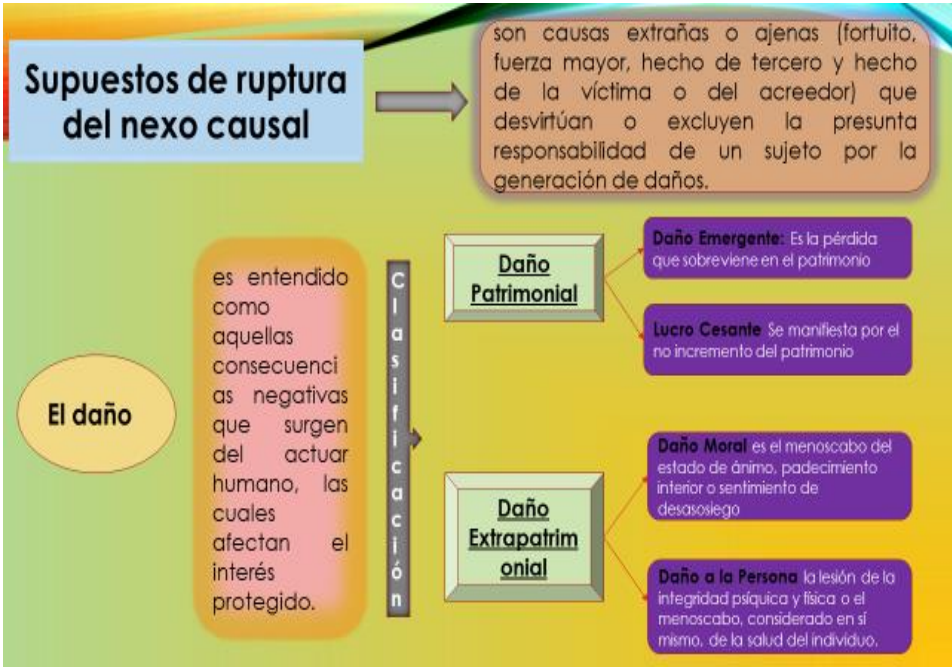 Supuestos de ruptura
del nexo causal
son causas extrañas o ajenas (fortuito,
fuerza mayor, hecho de tercero y hecho
de la víctima o del acreedor) que
desvirtúan o excluyen la presunta
responsabilidad de un sujeto por la
generación de daños.
El daño
es entendido
como
aquellas
consecuenci
as negativas
que surgen
del actuar
humano, las
cuales
afectan el
interés
protegido.
Clasificación
Daño
Patrimonial
Daño Emergente: Es la pérdida
que sobreviene en el patrimonio
Lucro Cesante Se manifiesta por el
no incremento del patrimonio
Daño
Extrapatrim
onial
Daño Moral es el menoscabo del
estado de ánimo, padecimiento
interior o sentimiento de
desasosiego
Daño a la Persona la lesión de la
integridad psíquica y física o el
menoscabo, considerado en sí
mismo, de la salud del individuo.